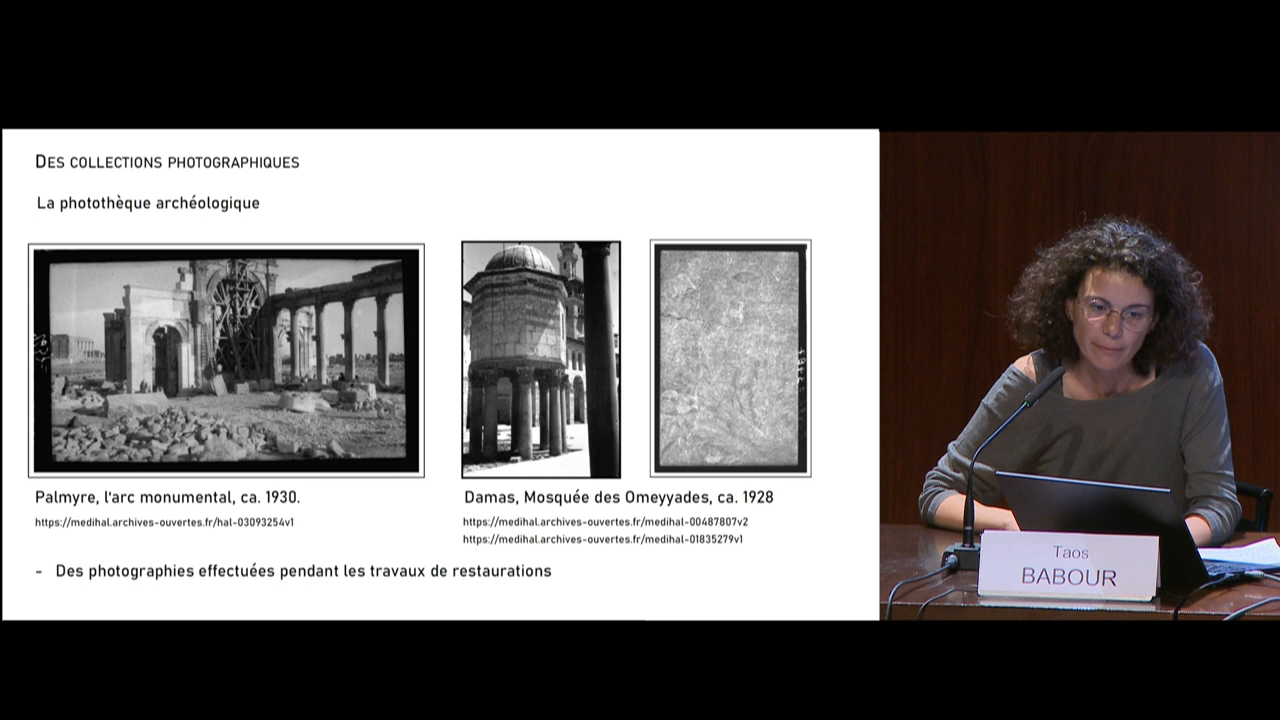 DES COLLECTIONS PHOTOGRAPHIQUES
La photothèque archéologique
Palmyre, l'arc monumental, ca. 1930.
https://medihal.archives-ouvertes.fr/hal-03093254v1
Damas, Mosquée des Omeyyades, ca. 1928
https://medihal.archives-ouvertes.fr/medihal-00487807v2
https://medihal.archives-ouvertes.fr/medihal-01835279v1
- Des photographies effectuées pendant les travaux de restaurations
Taos
BABOUR